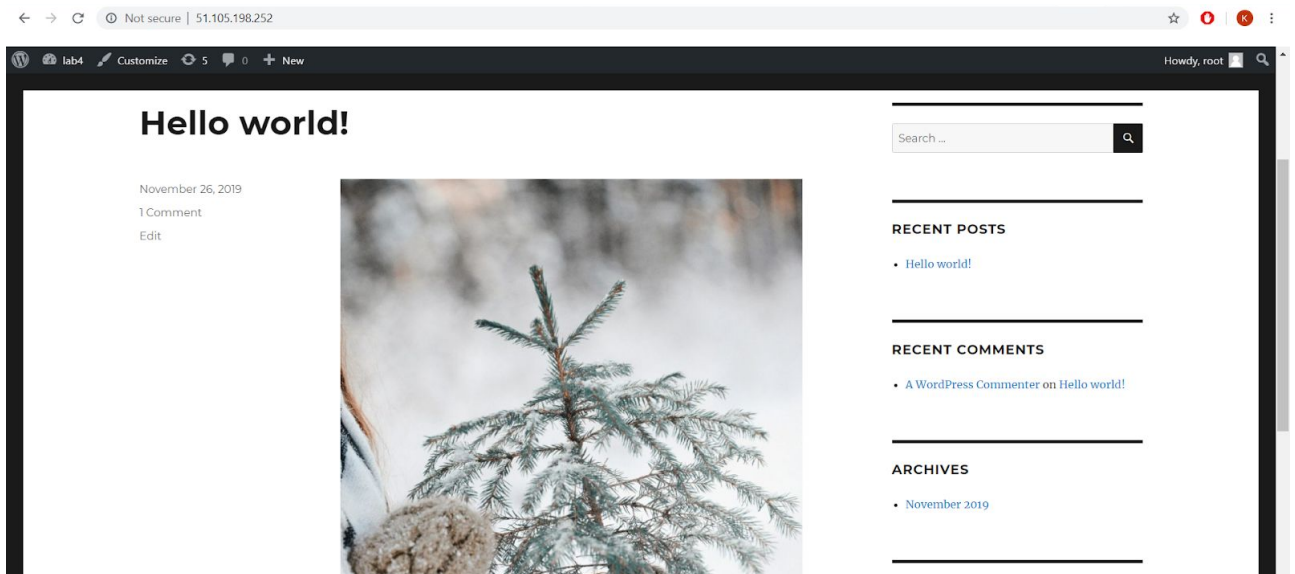 Not secure | 51.105.198.252
K
lab4 Customize 5 0 New Howdy, root
Hello world!
November 26, 2019
1 Comment
Edit
Search ...
RECENT POSTS
Hello world!
RECENT COMMENTS
A WordPress Commenter on Hello world!
ARCHIVES
November 2019